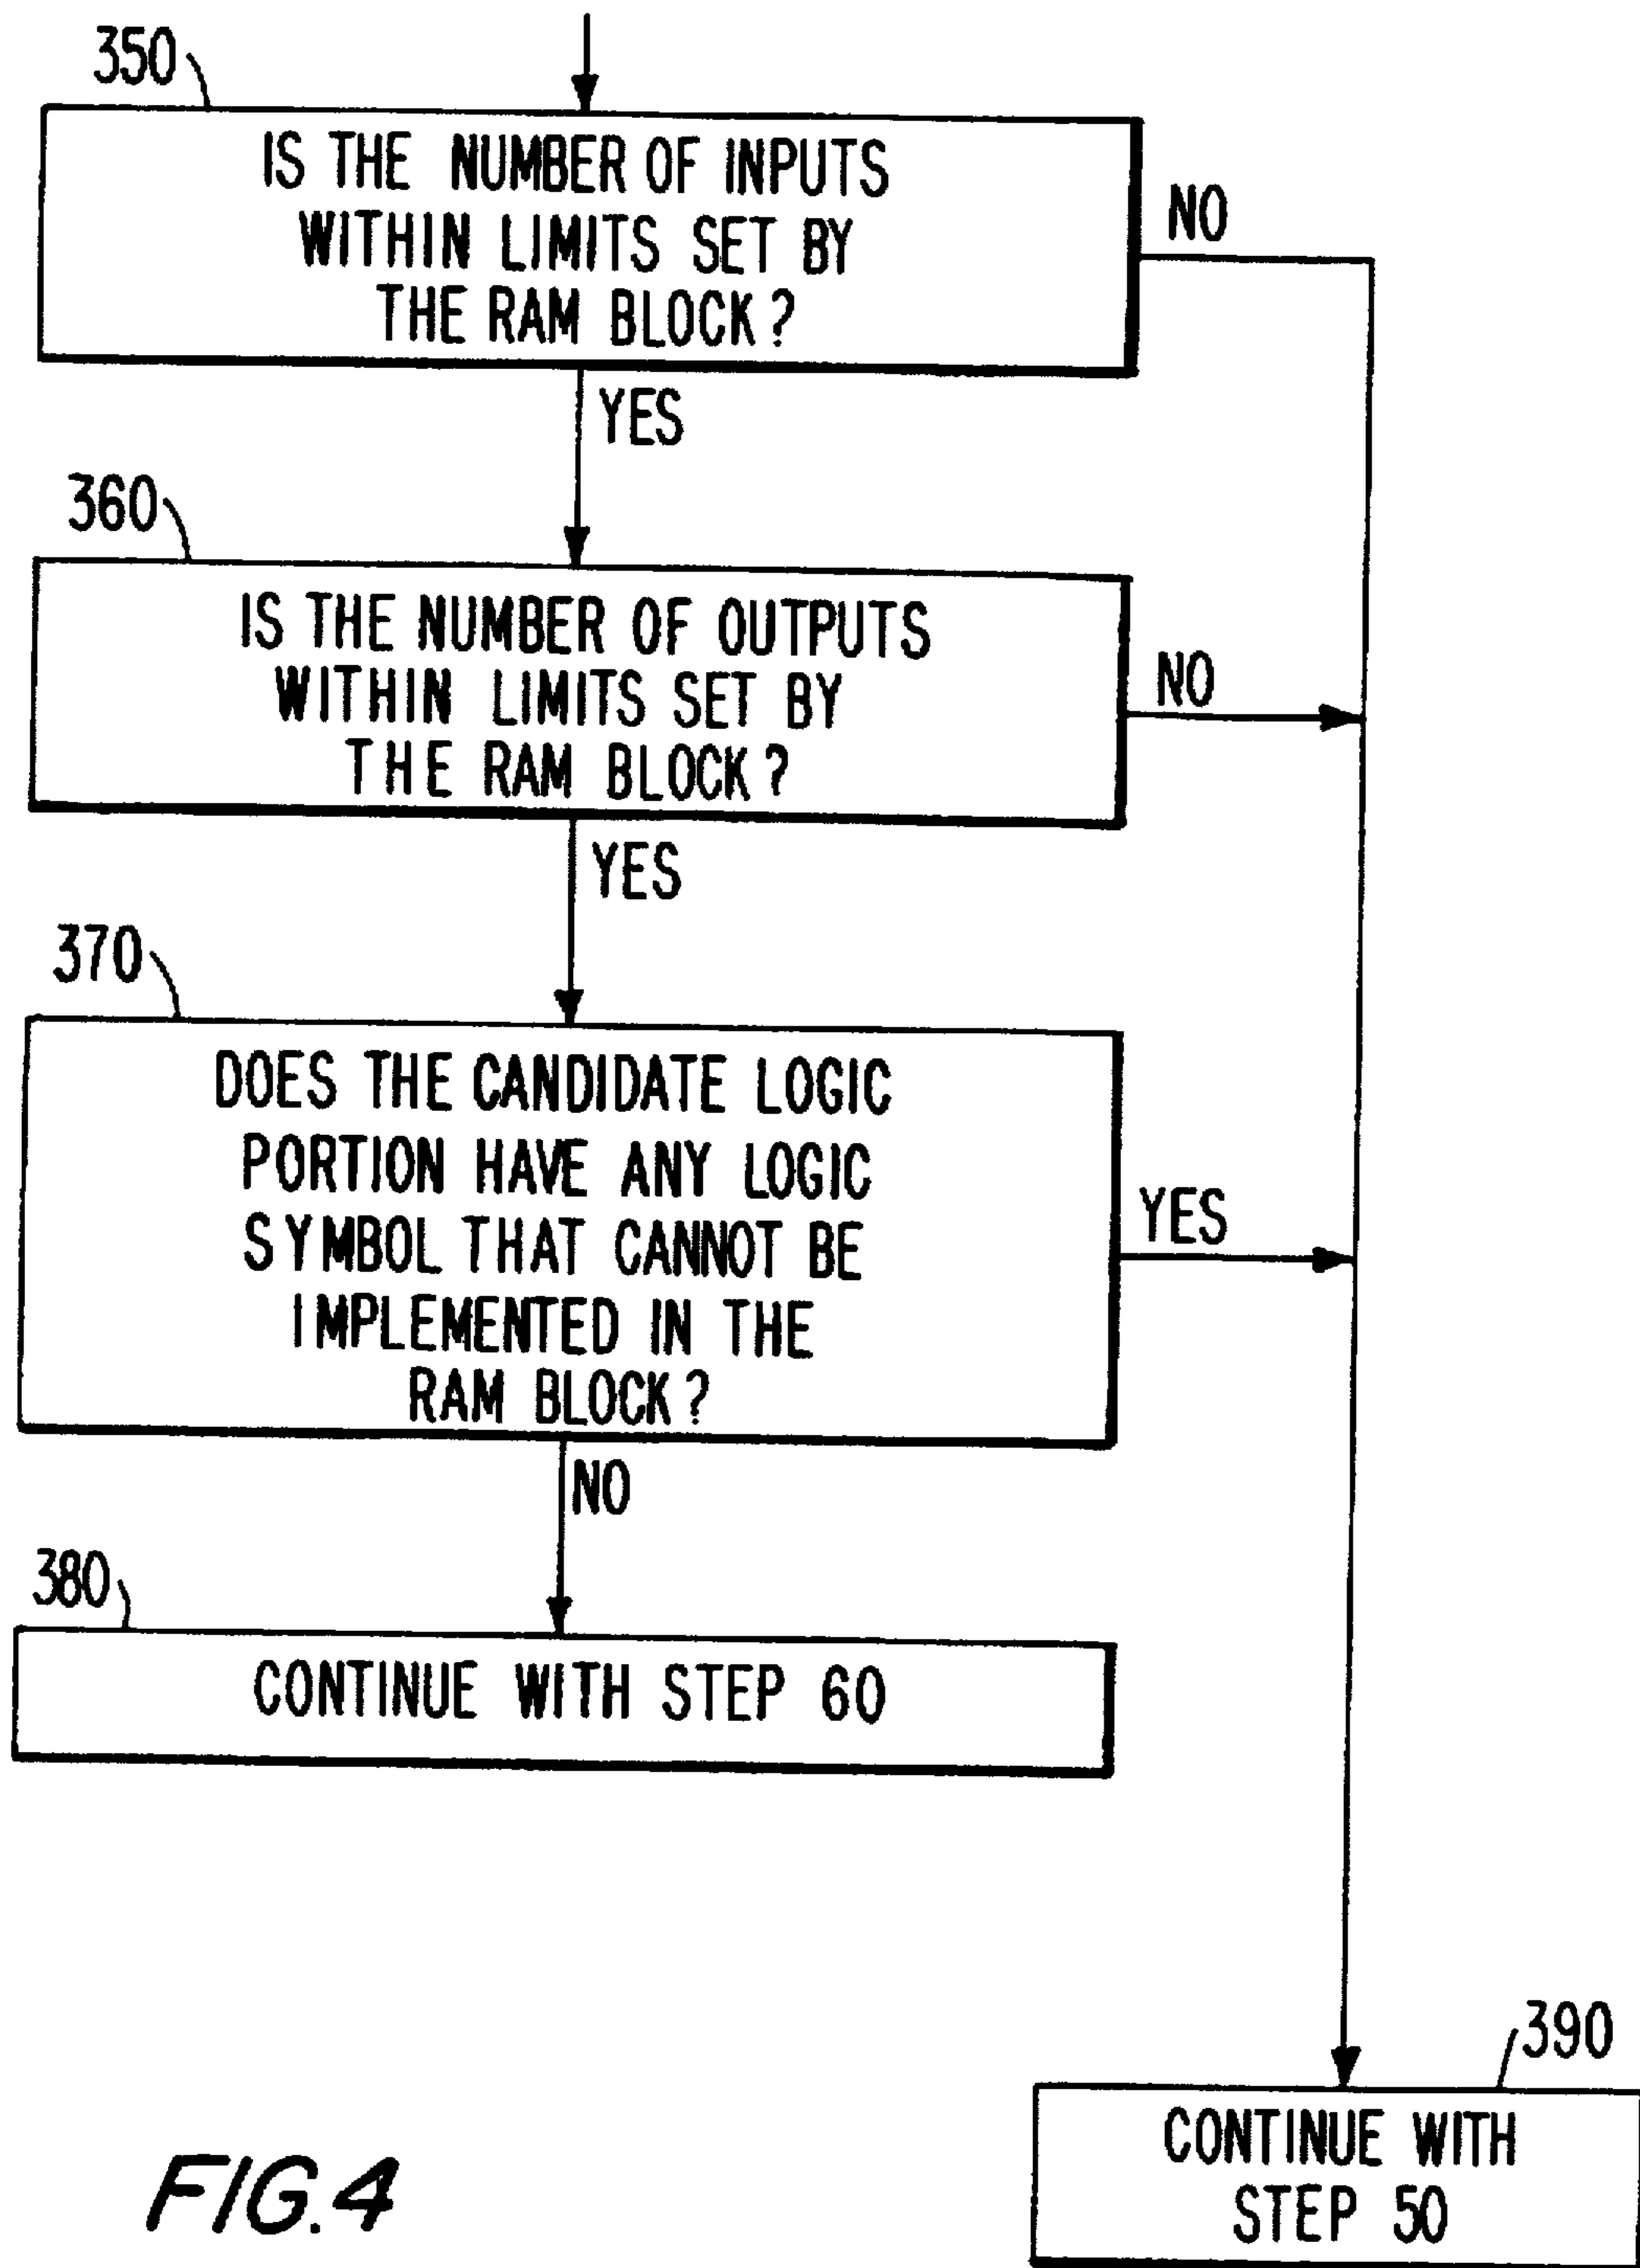 350
IS THE NUMBER OF INPUTS
WITHIN LIMITS SET BY
THE RAM BLOCK?
NO
YES
360
IS THE NUMBER OF OUTPUTS
WITHIN LIMITS SET BY
THE RAM BLOCK?
NO
YES
370
DOES THE CANDIDATE LOGIC
PORTION HAVE ANY LOGIC
SYMBOL THAT CANNOT BE
IMPLEMENTED IN THE
RAM BLOCK?
YES
NO
380
CONTINUE WITH STEP 60
390
CONTINUE WITH
STEP 50
FIG.4